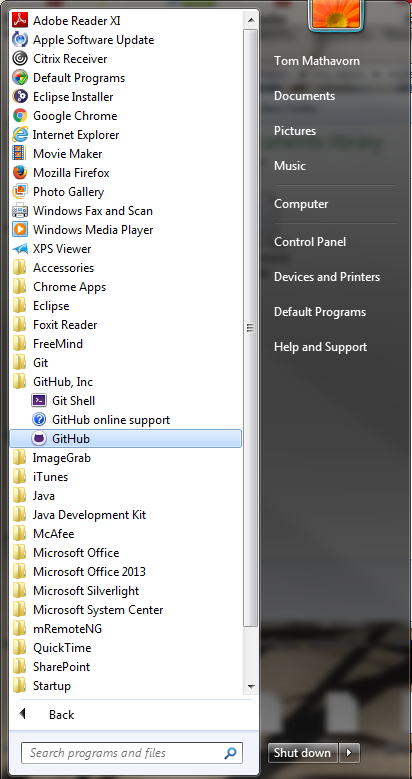 Adobe Reader XI
Apple Software Update
Citrix Receiver
Default Programs
Eclipse Installer
Google Chrome
Internet Explorer
Movie Maker
Mozilla Firefox
Photo Gallery
Windows Fax and Scan
Windows Media Player
XPS Viewer
Accessories
Chrome Apps
Eclipse
Foxit Reader
FreeMind
Git
GitHub, Inc
Git Shell
GitHub online support
GitHub
ImageGrab
iTunes
Java
Java Development Kit
McAfee
Microsoft Office
Microsoft Office 2013
Microsoft Silverlight
Microsoft System Center
mRemoteNG
QuickTime
SharePoint
Startup
Back
Search programs and files
Tom Mathavorn
Documents
Pictures
Music
Computer
Control Panel
Devices and Printers
Default Programs
Help and Support
Shut down